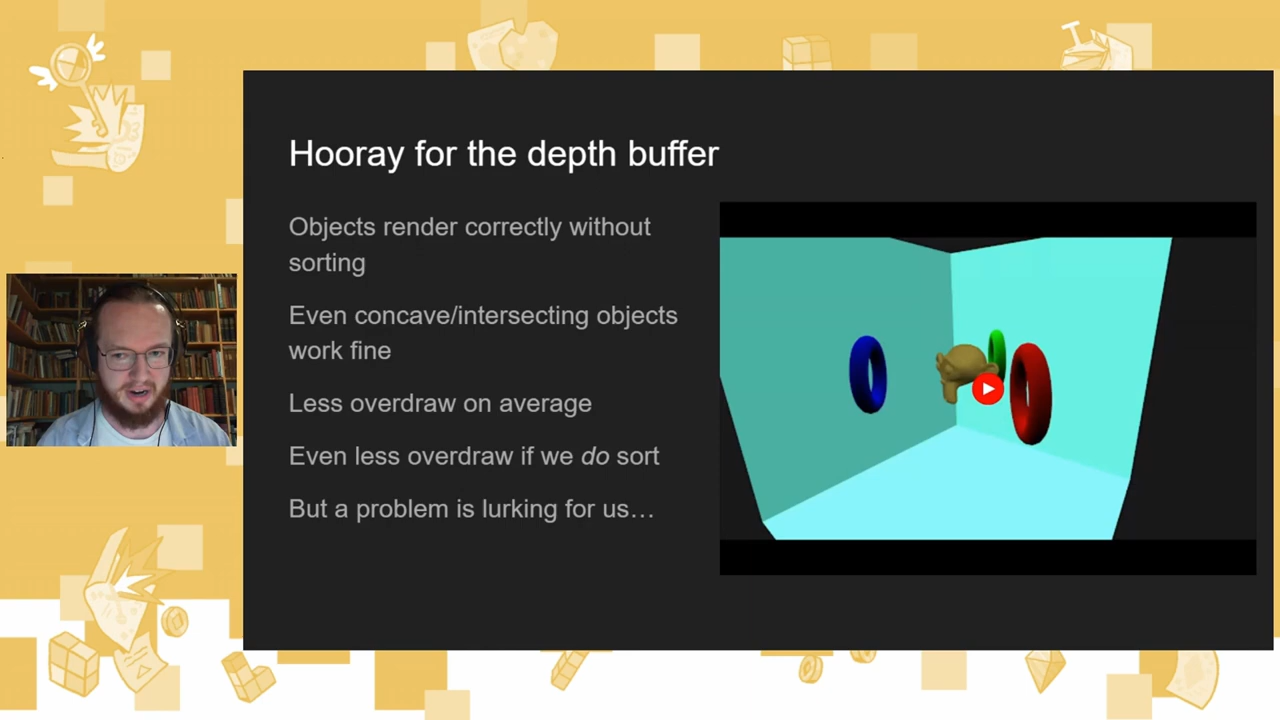 Hooray for the depth buffer
Objects render correctly without
sorting
Even concave/intersecting objects
work fine
Less overdraw on average
Even less overdraw if we do sort
But a problem is lurking for us…